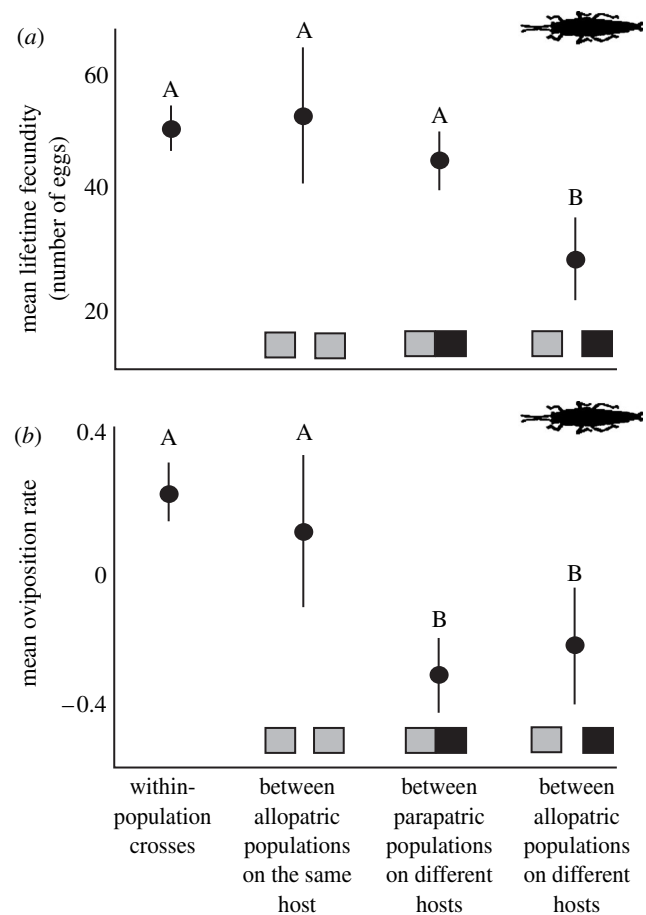 (a)
60
40
20
mean lifetime fecundity
(number of eggs)
A
A
A
B
(b)
0.4
0
–0.4
mean oviposition rate
A
A
B
B
within-
population
crosses
between
allopatric
populations
on the same
host
between
parapatric
populations
on different
hosts
between
allopatric
populations
on different
hosts